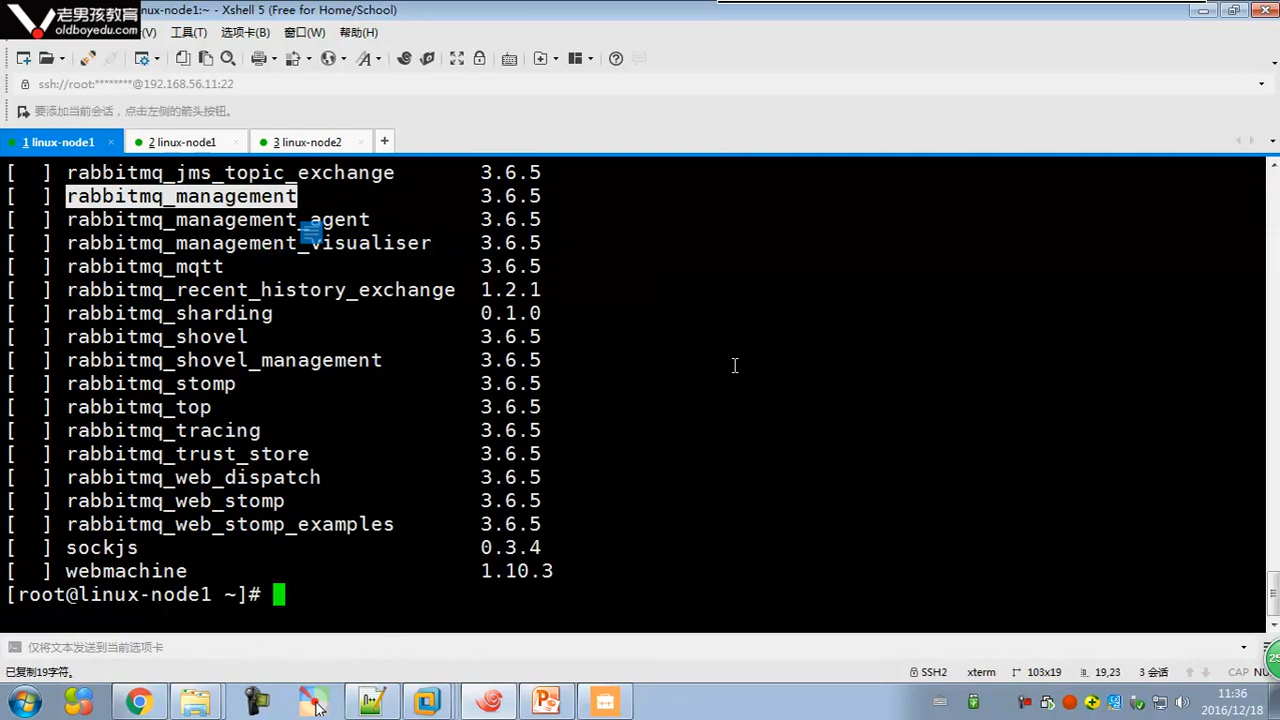 老男孩教育
oldboyedu.com
nux-node1:~ - Xshell 5 (Free for Home/School)
(V) 工具(T) 选项卡(B) 窗口(W) 帮助(H)
ssh://root:********@192.168.56.11:22
要添加当前会话，点击左侧的箭头按钮。
1 linux-node1 × 2 linux-node1 × 3 linux-node2 × +
[ ] rabbitmq_jms_topic_exchange 3.6.5
[ ] rabbitmq_management 3.6.5
[ ] rabbitmq_management_agent 3.6.5
[ ] rabbitmq_management_visualiser 3.6.5
[ ] rabbitmq_mqtt 3.6.5
[ ] rabbitmq_recent_history_exchange 1.2.1
[ ] rabbitmq_sharding 0.1.0
[ ] rabbitmq_shovel 3.6.5
[ ] rabbitmq_shovel_management 3.6.5
[ ] rabbitmq_stomp 3.6.5
[ ] rabbitmq_top 3.6.5
[ ] rabbitmq_tracing 3.6.5
[ ] rabbitmq_trust_store 3.6.5
[ ] rabbitmq_web_dispatch 3.6.5
[ ] rabbitmq_web_stomp 3.6.5
[ ] rabbitmq_web_stomp_examples 3.6.5
[ ] sockjs 0.3.4
[ ] webmachine 1.10.3
[root@linux-node1 ~]#
仅将文本发送到当前选项卡
已复制19字符。 SSH2 xterm 103x19 19,23 3 会话 CAP NU
25
11:36
2016/12/18